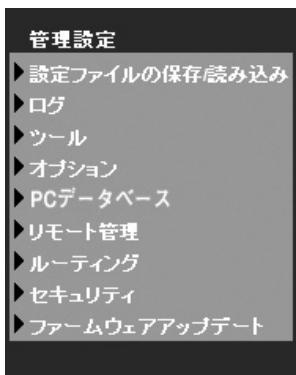 管理設定
設定ファイルの保存/読み込み
ログ
ツール
オプション
PCデータベース
リモート管理
ルーティング
セキュリティ
ファームウェアアップデート